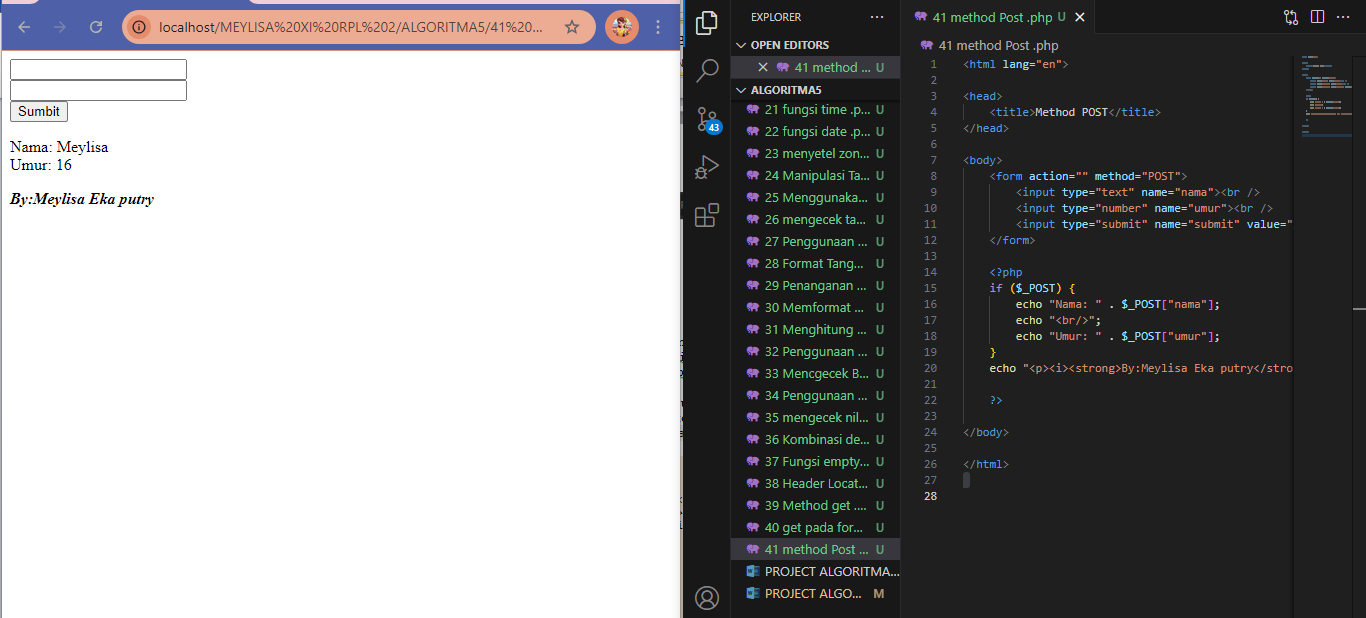 localhost/MEYLISA%20XI%20RPL%202/ALGORITMA5/41%20...
Sumbit
Nama: Meylisa
Umur: 16
By:Meylisa Eka putry
43
EXPLORER
OPEN EDITORS
41 method ... U
ALGORITMA5
21 fungsi time .p... U
22 fungsi date .p... U
23 menyetel zon... U
24 Manipulasi Ta... U
25 Menggunaka... U
26 mengecek ta... U
27 Penggunaan ... U
28 Format Tang... U
29 Penanganan ... U
30 Memformat ... U
31 Menghitung ... U
32 Penggunaan ... U
33 Mencgecek B... U
34 Penggunaan ... U
35 mengecek nil... U
36 Kombinasi de... U
37 Fungsi empty... U
38 Header Locat... U
39 Method get .... U
40 get pada for... U
41 method Post ... U
PROJECT ALGORITMA...
PROJECT ALGO... M
41 method Post .php U
41 method Post .php
1 <html lang="en">
2
3 <head>
4 <title>Method POST</title>
5 </head>
6
7 <body>
8 <form action="" method="POST">
9 <input type="text" name="nama"><br />
10 <input type="number" name="umur"><br />
11 <input type="submit" name="submit" value="
12 </form>
13
14 <?php
15 if ($_POST) {
16 echo "Nama: " . $_POST["nama"];
17 echo "<br/>";
18 echo "Umur: " . $_POST["umur"];
19 }
20 echo "<p><i><strong>By:Meylisa Eka putry</stro
21
22 ?>
23
24 </body>
25
26 </html>
27
28